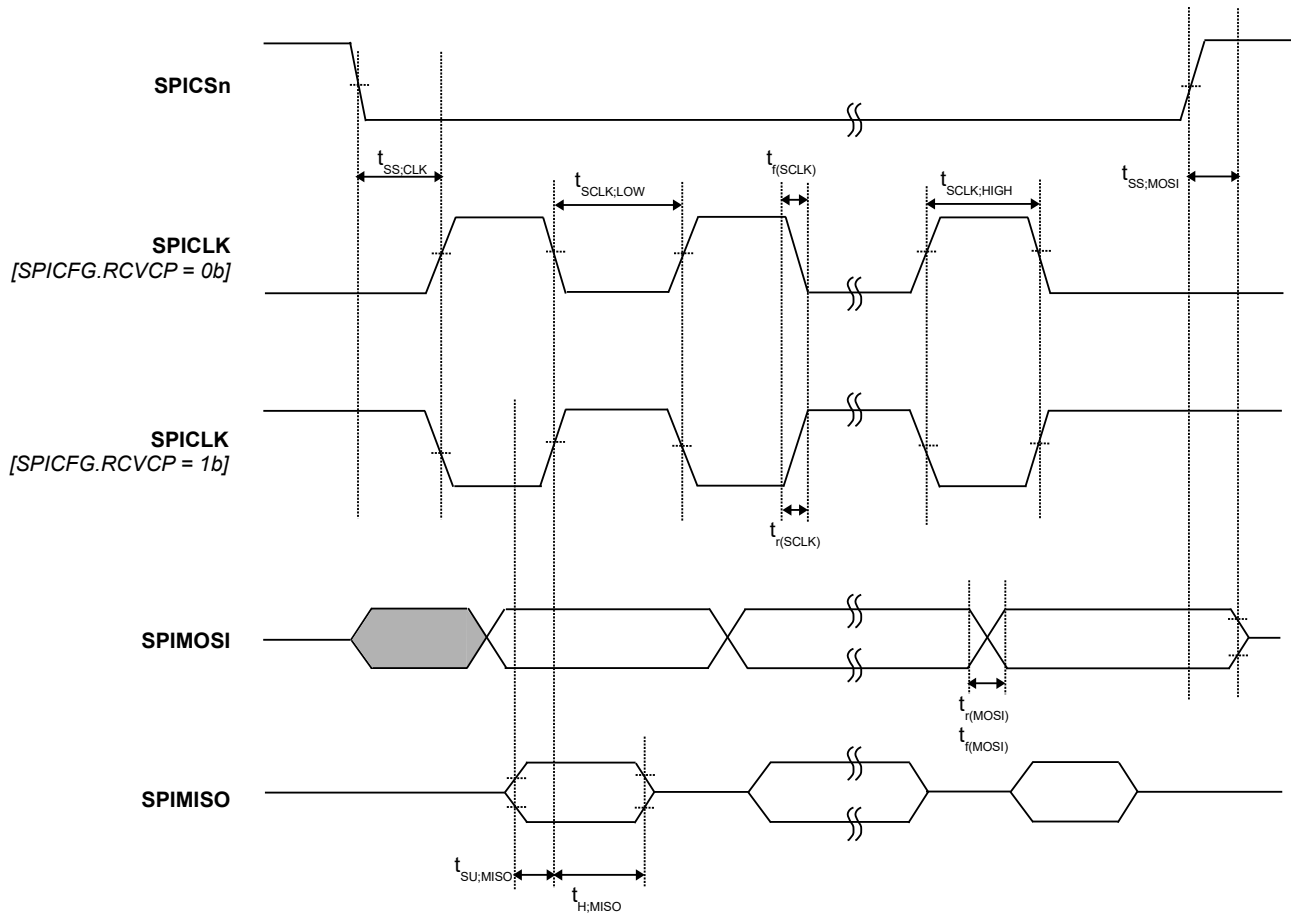 SPICSn
tSS;CLK
tSCLK;LOW
tf(SCLK)
tSCLK;HIGH
tSS;MOSI
SPICLK
[SPICFG.RCVCP = 0b]
SPICLK
[SPICFG.RCVCP = 1b]
tr(SCLK)
SPIMOSI
tr(MOSI)
tf(MOSI)
SPIMISO
tSU;MISO
tH;MISO